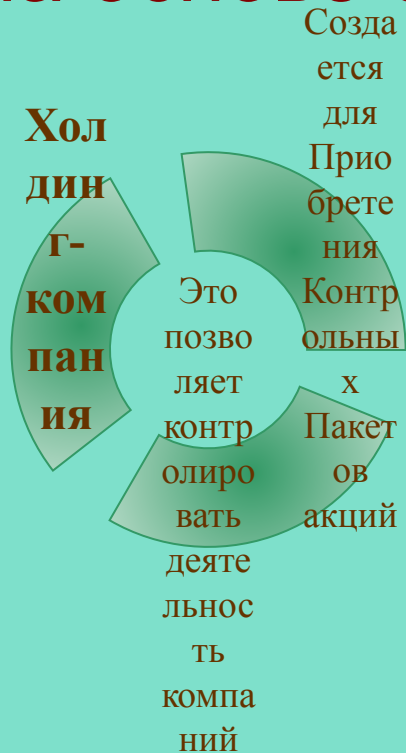 Хол
дин
г-
ком
пан
ия
Созда
ется
для
Прио
брете
ния
Контр
ольны
х
Пакет
ов
акций
Это
позво
ляет
контр
олиро
вать
деяте
льнос
ть
компа
ний